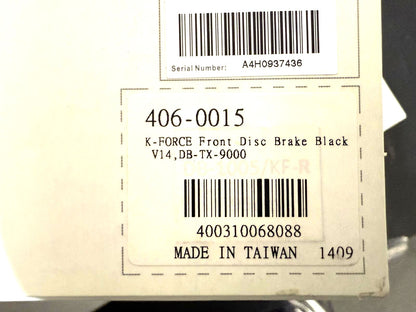 Serial Number: A4H0937436
406-0015
K-FORCE Front Disc Brake Black
V14,DB-TX-9000
400310068088
MADE IN TAIWAN 1409